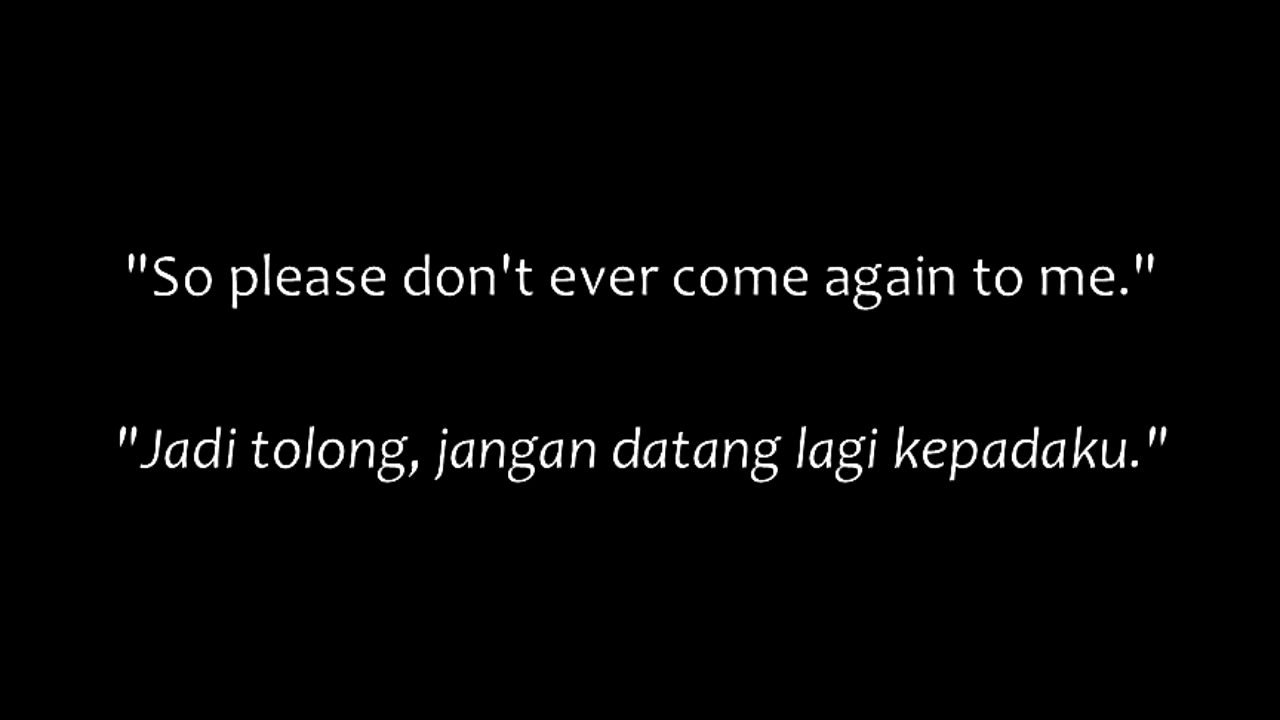 "So please don't ever come again to me."
"Jadi tolong, jangan datang lagi kepadaku."